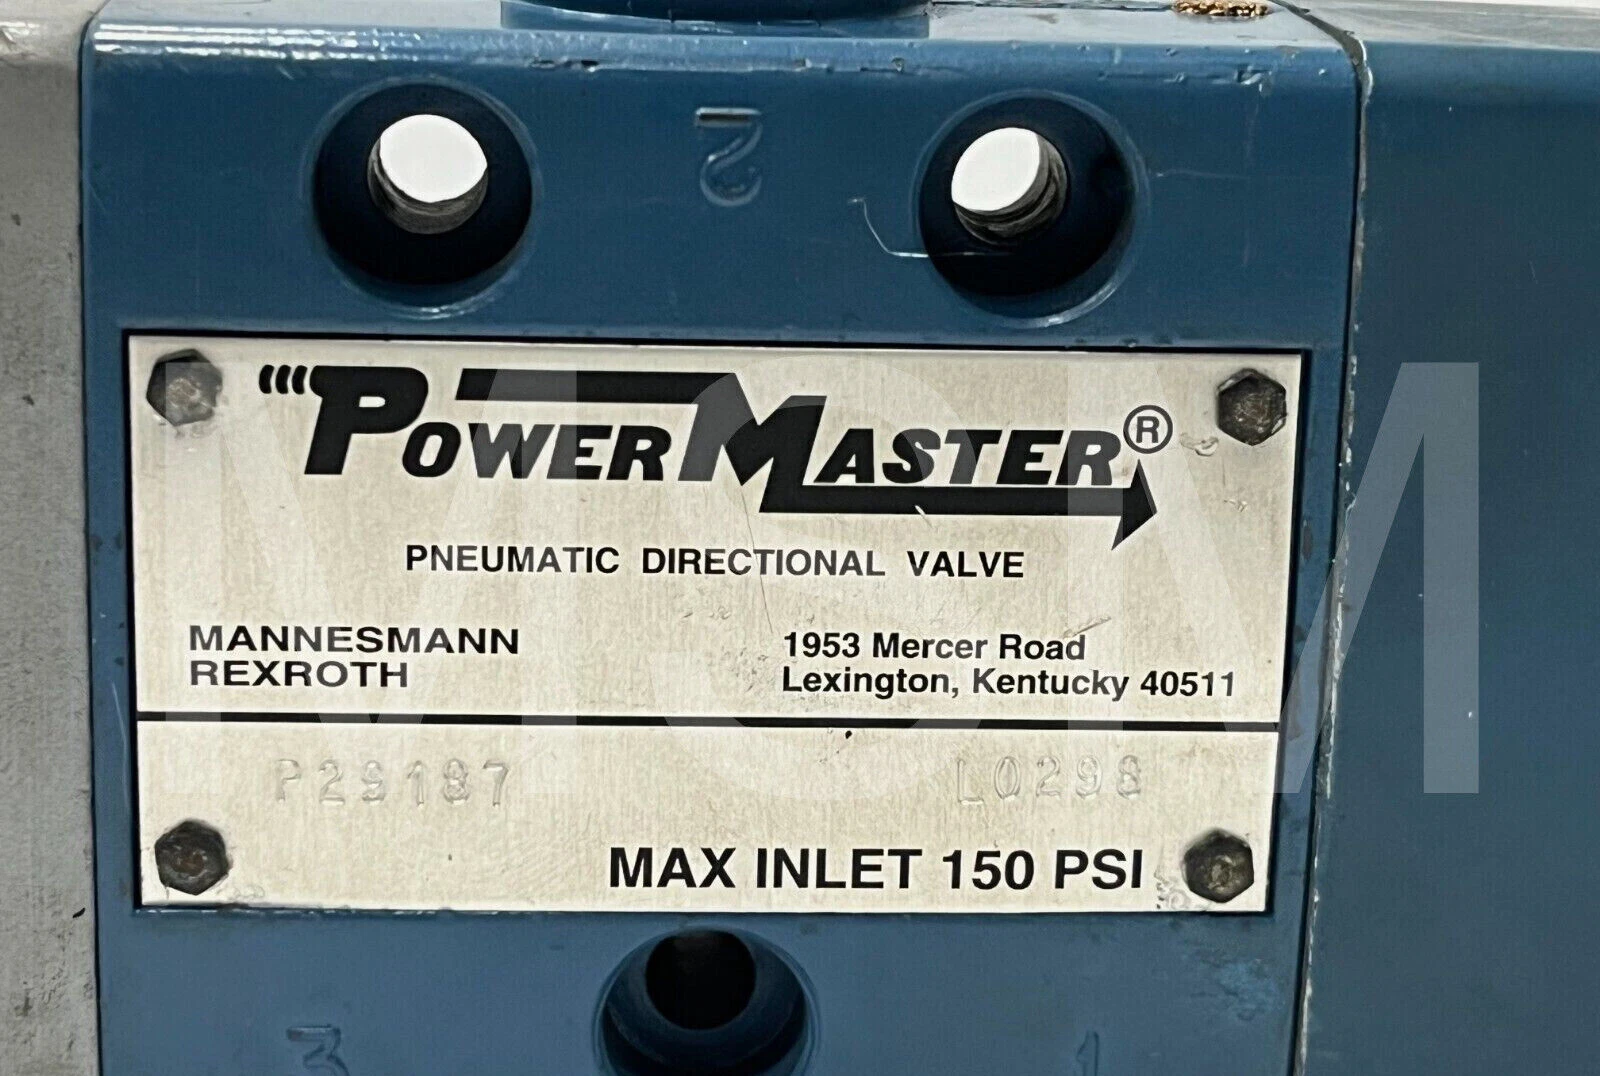 2
POWERMASTER®
PNEUMATIC DIRECTIONAL VALVE
MANNESMANN
REXROTH
1953 Mercer Road
Lexington, Kentucky 40511
P29187 L0298
MAX INLET 150 PSI
3 1
MSM